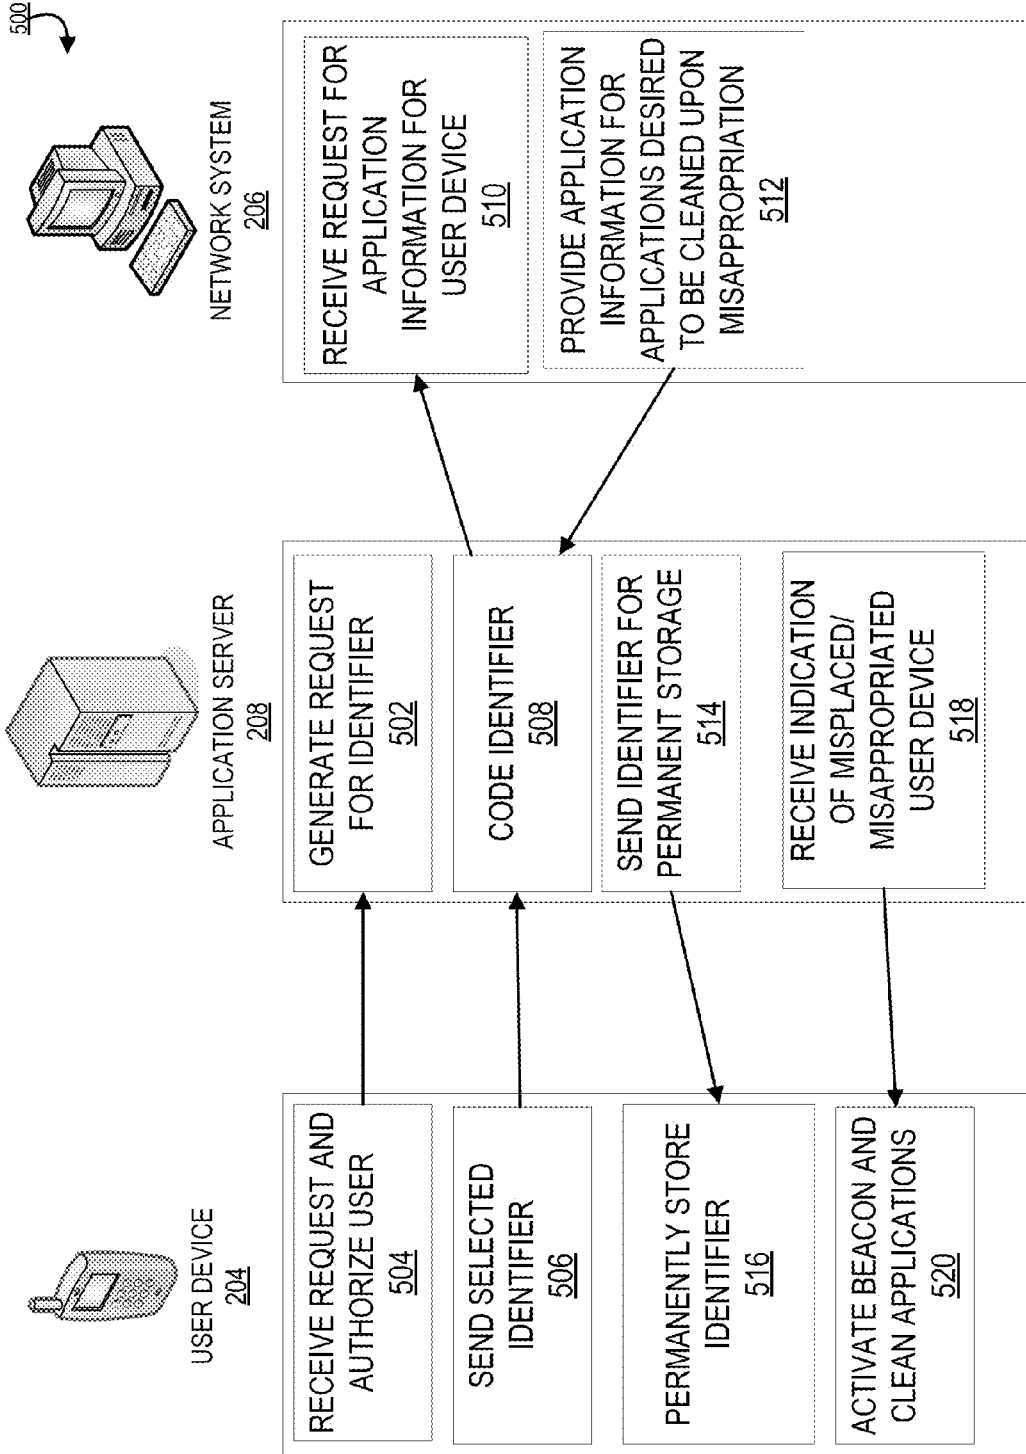 500
USER DEVICE
204
APPLICATION SERVER
208
NETWORK SYSTEM
206
RECEIVE REQUEST AND
AUTHORIZE USER
504
SEND SELECTED
IDENTIFIER
506
PERMANENTLY STORE
IDENTIFIER
516
ACTIVATE BEACON AND
CLEAN APPLICATIONS
520
GENERATE REQUEST
FOR IDENTIFIER
502
CODE IDENTIFIER
508
SEND IDENTIFIER FOR
PERMANENT STORAGE
514
RECEIVE INDICATION
OF MISPLACED/
MISAPPROPRIATED
USER DEVICE
518
RECEIVE REQUEST FOR
APPLICATION
INFORMATION FOR
USER DEVICE
510
PROVIDE APPLICATION
INFORMATION FOR
APPLICATIONS DESIRED
TO BE CLEANED UPON
MISAPPROPRIATION
512